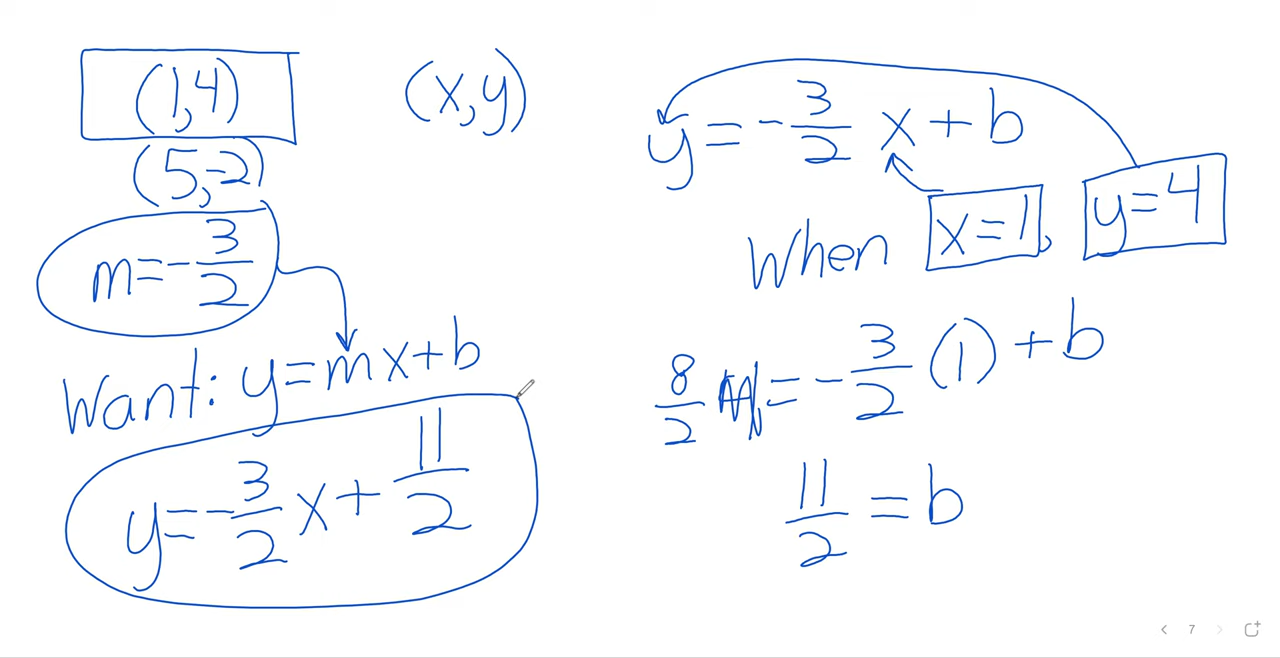 (1,4) (x,y)
(5,-2)
m=-3/2
Want: y=mx+b
y=-3/2 x+11/2
y=-3/2 x+b
When x=1, y=4
8/2 = -3/2 (1) +b
11/2 = b
7